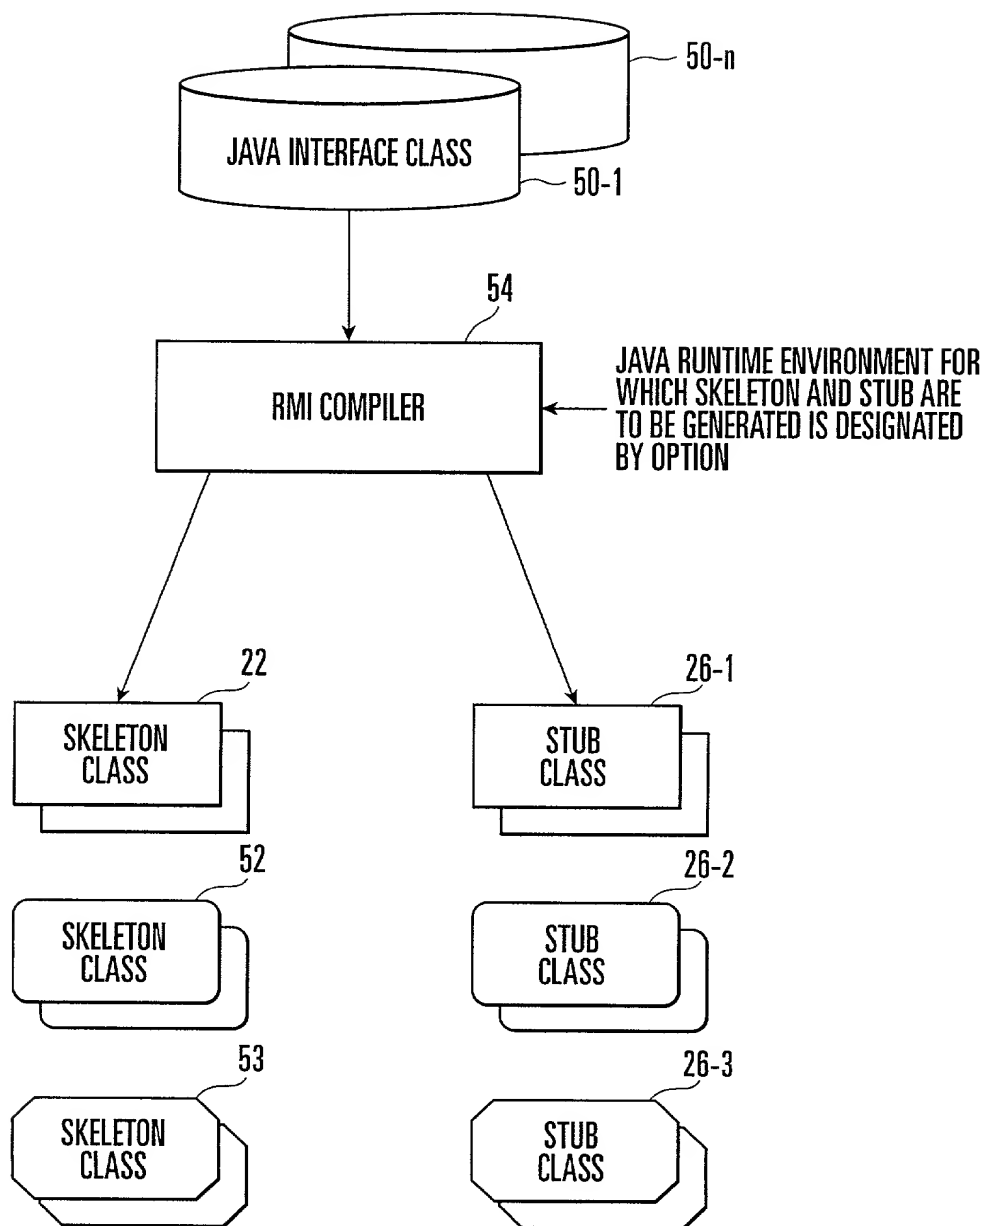 50-n
JAVA INTERFACE CLASS
50-1
54
RMI COMPILER
JAVA RUNTIME ENVIRONMENT FOR
WHICH SKELETON AND STUB ARE
TO BE GENERATED IS DESIGNATED
BY OPTION
22
SKELETON
CLASS
26-1
STUB
CLASS
52
SKELETON
CLASS
26-2
STUB
CLASS
53
SKELETON
CLASS
26-3
STUB
CLASS